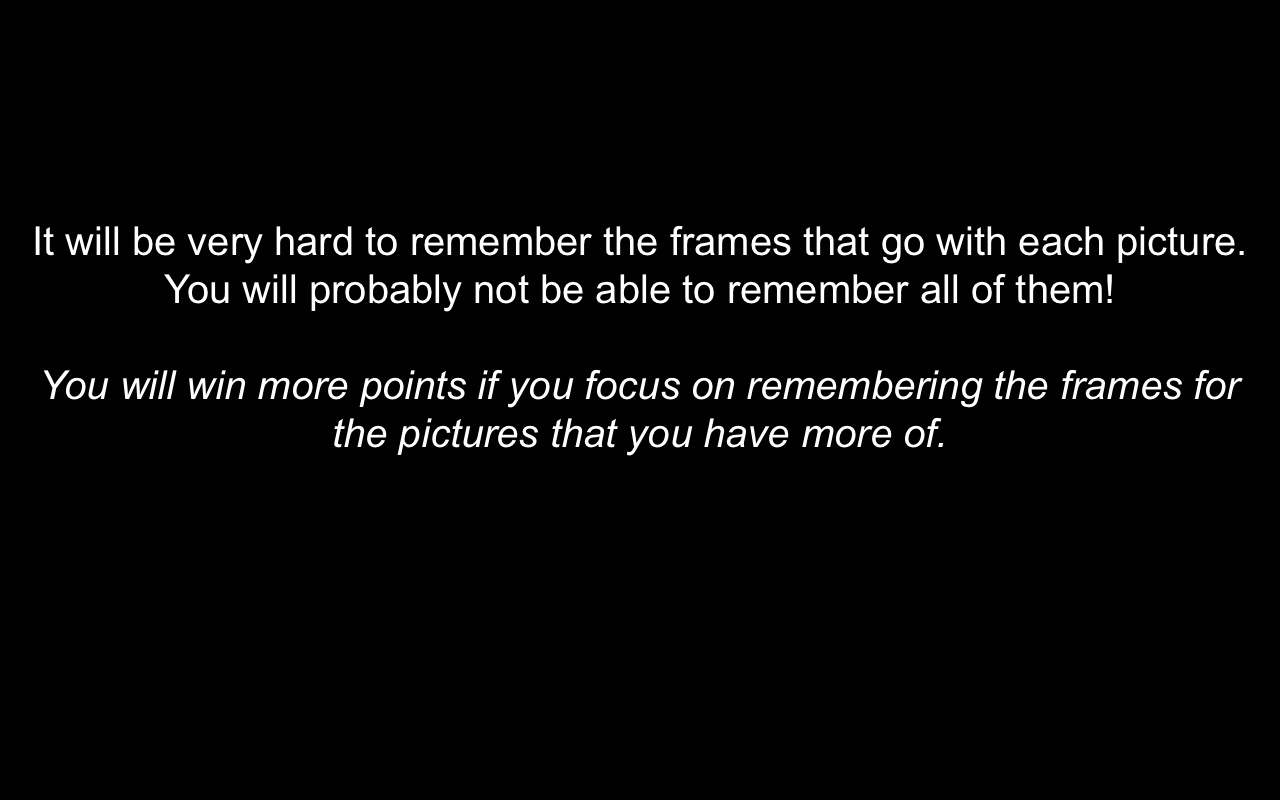 It will be very hard to remember the frames that go with each picture.
You will probably not be able to remember all of them!
You will win more points if you focus on remembering the frames for
the pictures that you have more of.